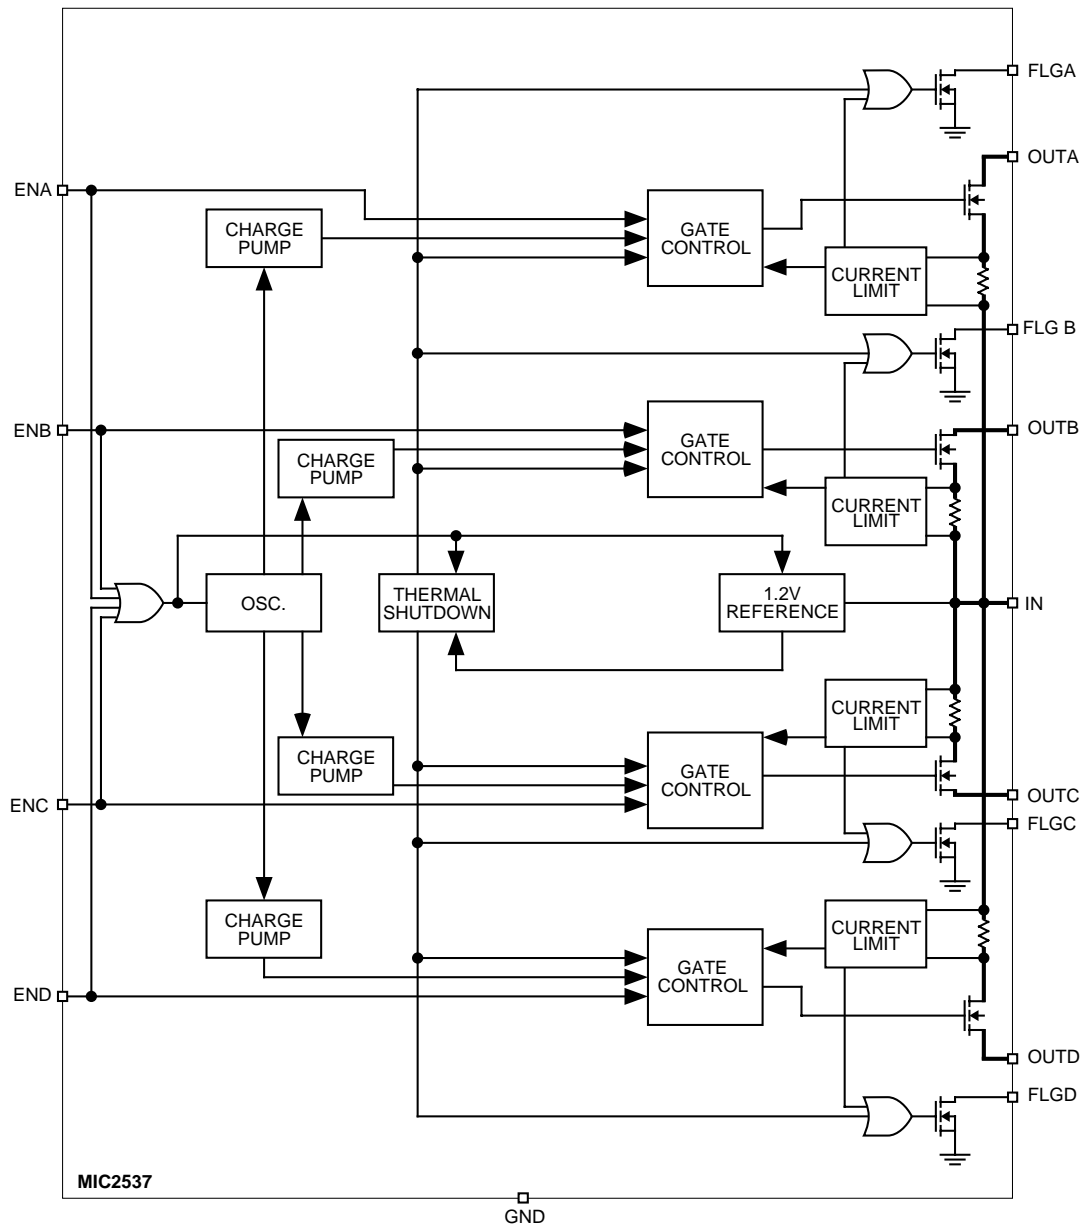 FLGA
OUTA
ENA
CHARGE
PUMP
GATE
CONTROL
CURRENT
LIMIT
FLG B
ENB
OUTB
GATE
CONTROL
CHARGE
PUMP
CURRENT
LIMIT
OSC.
THERMAL
SHUTDOWN
1.2V
REFERENCE
IN
CURRENT
LIMIT
CHARGE
PUMP
GATE
CONTROL
ENC
OUTC
FLGC
CHARGE
PUMP
CURRENT
LIMIT
GATE
CONTROL
END
OUTD
FLGD
MIC2537
GND